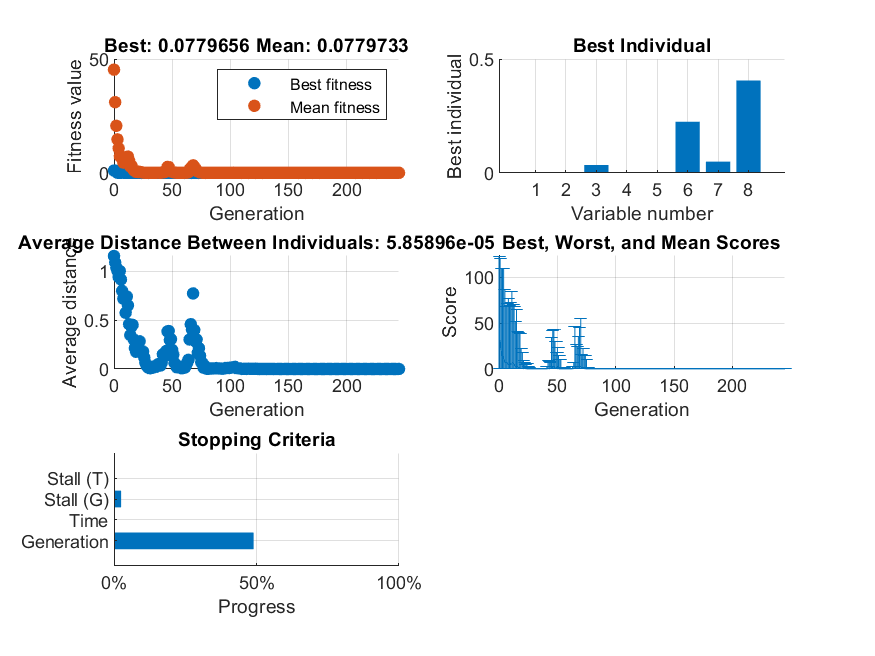 Best: 0.0779656 Mean: 0.0779733
50
0
Fitness value
Best fitness
Mean fitness
0 50 100 150 200
Generation
Best Individual
0.5
0
Best individual
1 2 3 4 5 6 7 8
Variable number
Average Distance Between Individuals: 5.85896e-05
1
0.5
0
Average distance
0 50 100 150 200
Generation
Best, Worst, and Mean Scores
100
50
0
Score
0 50 100 150 200
Generation
Stopping Criteria
Stall (T)
Stall (G)
Time
Generation
0% 50% 100%
Progress